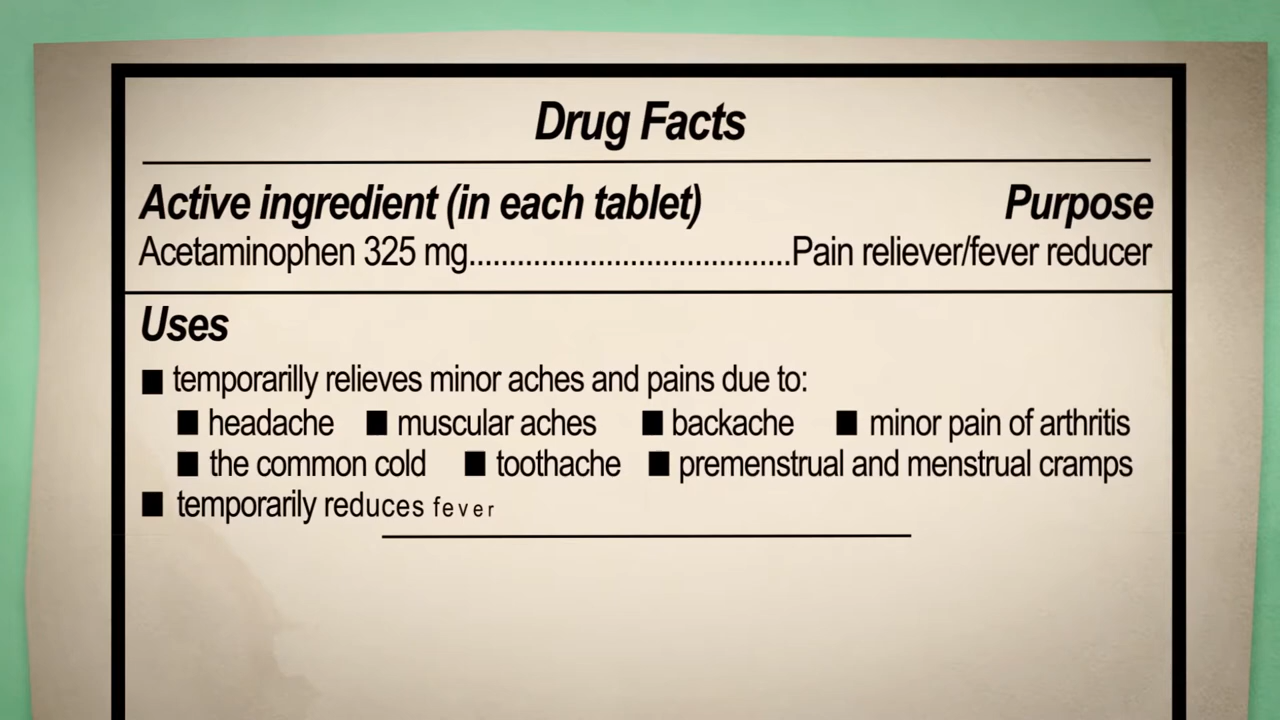 Drug Facts
Active ingredient (in each tablet) Purpose
Acetaminophen 325 mg........................................Pain reliever/fever reducer
Uses
■ temporarilly relieves minor aches and pains due to:
■ headache ■ muscular aches ■ backache ■ minor pain of arthritis
■ the common cold ■ toothache ■ premenstrual and menstrual cramps
■ temporarily reduces fever